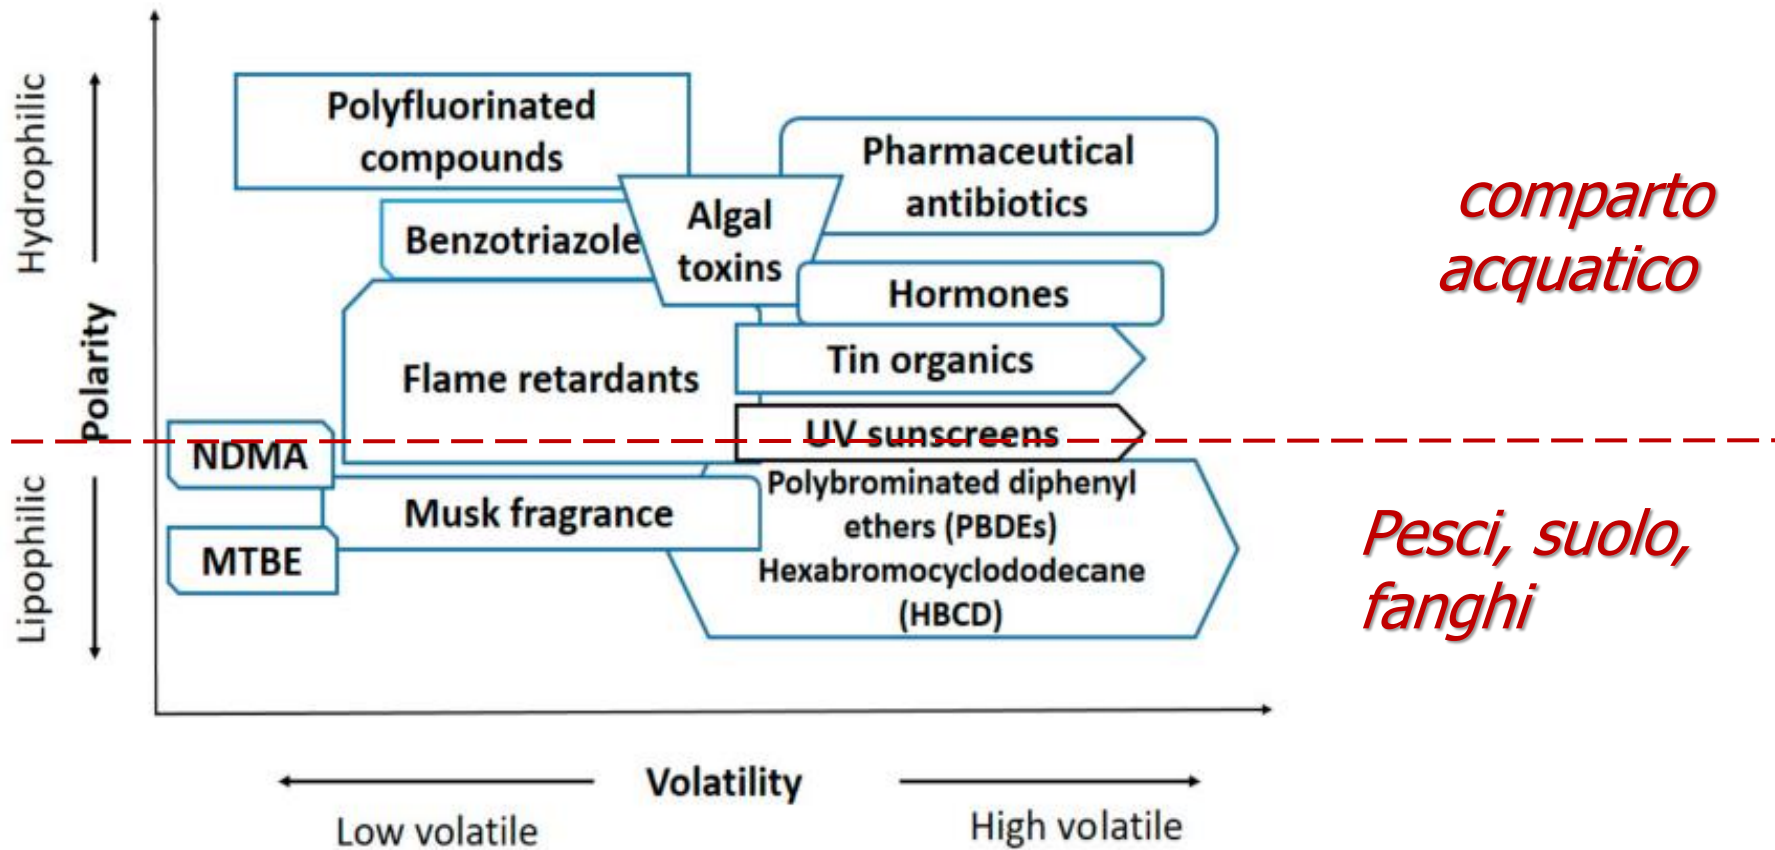 Hydrophilic
Polarity
Lipophilic
Polyfluorinated
compounds
Pharmaceutical
antibiotics
Algal
toxins
Benzotriazole
Hormones
Tin organics
Flame retardants
UV sunscreens
NDMA
Polybrominated diphenyl
ethers (PBDEs)
Hexabromocyclododecane
(HBCD)
Musk fragrance
MTBE
comparto
acquatico
Pesci, suolo,
fanghi
Volatility
Low volatile
High volatile